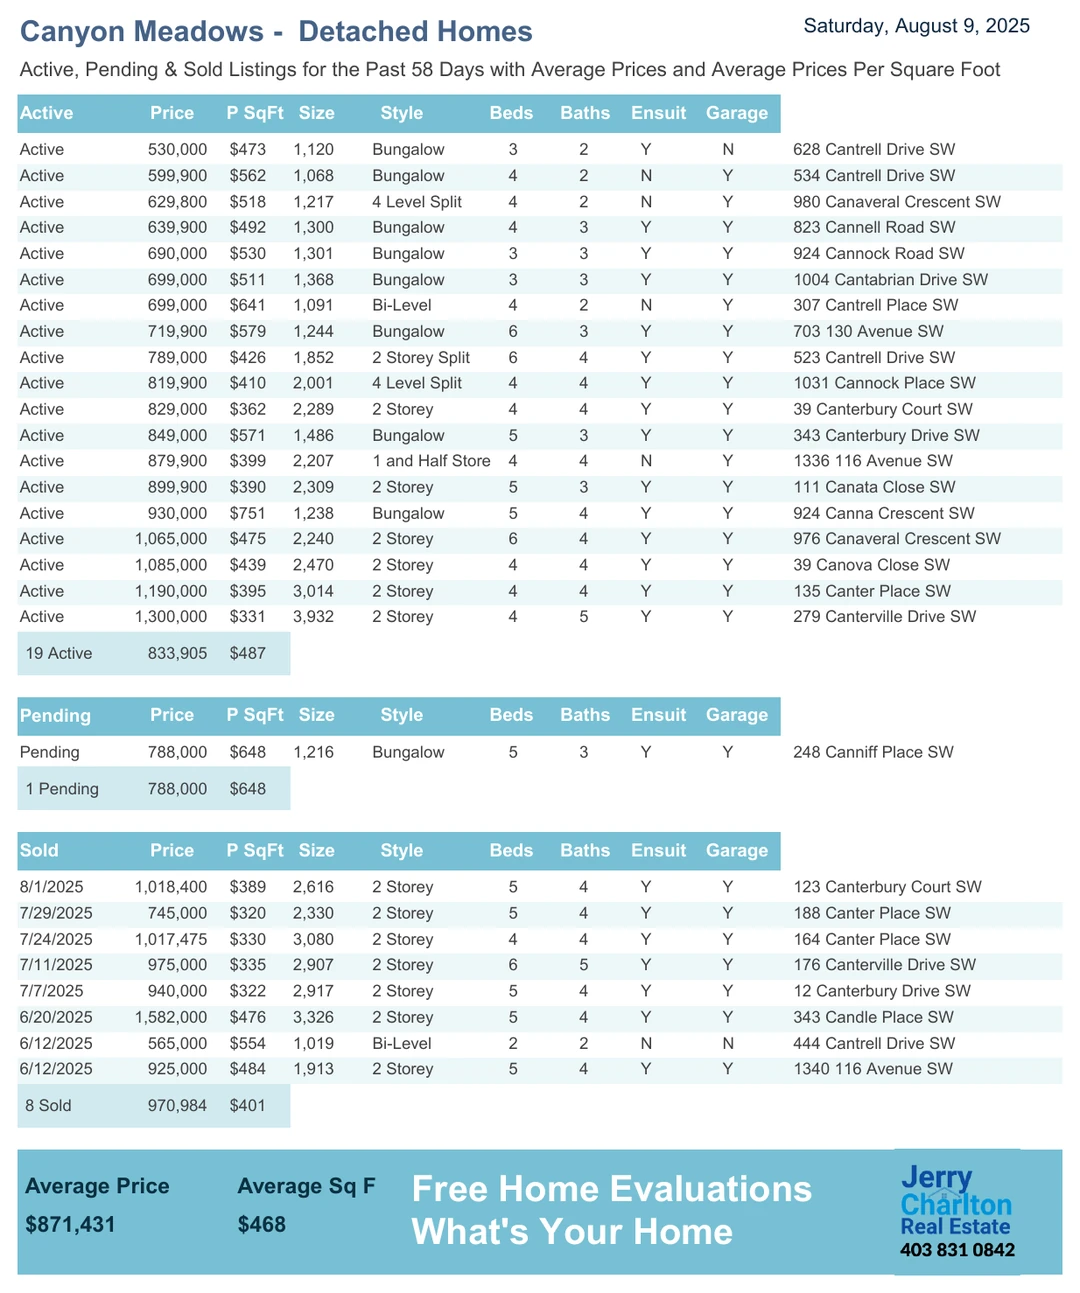 Canyon Meadows - Detached Homes
Saturday, August 9, 2025
Active, Pending & Sold Listings for the Past 58 Days with Average Prices and Average Prices Per Square Foot
Active Price P SqFt Size Style Beds Baths Ensuit Garage
Active 530,000 $473 1,120 Bungalow 3 2 Y N 628 Cantrell Drive SW
Active 599,900 $562 1,068 Bungalow 4 2 N Y 534 Cantrell Drive SW
Active 629,800 $518 1,217 4 Level Split 4 2 N Y 980 Canaveral Crescent SW
Active 639,900 $492 1,300 Bungalow 4 3 Y Y 823 Cannell Road SW
Active 690,000 $530 1,301 Bungalow 3 3 Y Y 924 Cannock Road SW
Active 699,000 $511 1,368 Bungalow 3 3 Y Y 1004 Cantabrian Drive SW
Active 699,000 $641 1,091 Bi-Level 4 2 N Y 307 Cantrell Place SW
Active 719,900 $579 1,244 Bungalow 6 3 Y Y 703 130 Avenue SW
Active 789,000 $426 1,852 2 Storey Split 6 4 Y Y 523 Cantrell Drive SW
Active 819,900 $410 2,001 4 Level Split 4 4 Y Y 1031 Cannock Place SW
Active 829,000 $362 2,289 2 Storey 4 4 Y Y 39 Canterbury Court SW
Active 849,000 $571 1,486 Bungalow 5 3 Y Y 343 Canterbury Drive SW
Active 879,900 $399 2,207 1 and Half Store 4 4 N Y 1336 116 Avenue SW
Active 899,900 $390 2,309 2 Storey 5 3 Y Y 111 Canata Close SW
Active 930,000 $751 1,238 Bungalow 5 4 Y Y 924 Canna Crescent SW
Active 1,065,000 $475 2,240 2 Storey 6 4 Y Y 976 Canaveral Crescent SW
Active 1,085,000 $439 2,470 2 Storey 4 4 Y Y 39 Canova Close SW
Active 1,190,000 $395 3,014 2 Storey 4 4 Y Y 135 Canter Place SW
Active 1,300,000 $331 3,932 2 Storey 4 5 Y Y 279 Canterville Drive SW
19 Active 833,905 $487
Pending Price P SqFt Size Style Beds Baths Ensuit Garage
Pending 788,000 $648 1,216 Bungalow 5 3 Y Y 248 Canniff Place SW
1 Pending 788,000 $648
Sold Price P SqFt Size Style Beds Baths Ensuit Garage
8/1/2025 1,018,400 $389 2,616 2 Storey 5 4 Y Y 123 Canterbury Court SW
7/29/2025 745,000 $320 2,330 2 Storey 5 4 Y Y 188 Canter Place SW
7/24/2025 1,017,475 $330 3,080 2 Storey 4 4 Y Y 164 Canter Place SW
7/11/2025 975,000 $335 2,907 2 Storey 6 5 Y Y 176 Canterville Drive SW
7/7/2025 940,000 $322 2,917 2 Storey 5 4 Y Y 12 Canterbury Drive SW
6/20/2025 1,582,000 $476 3,326 2 Storey 5 4 Y Y 343 Candle Place SW
6/12/2025 565,000 $554 1,019 Bi-Level 2 2 N N 444 Cantrell Drive SW
6/12/2025 925,000 $484 1,913 2 Storey 5 4 Y Y 1340 116 Avenue SW
8 Sold 970,984 $401
Average Price Average Sq F
$871,431 $468
Free Home Evaluations
What's Your Home
Jerry
Charlton
Real Estate
403 831 0842